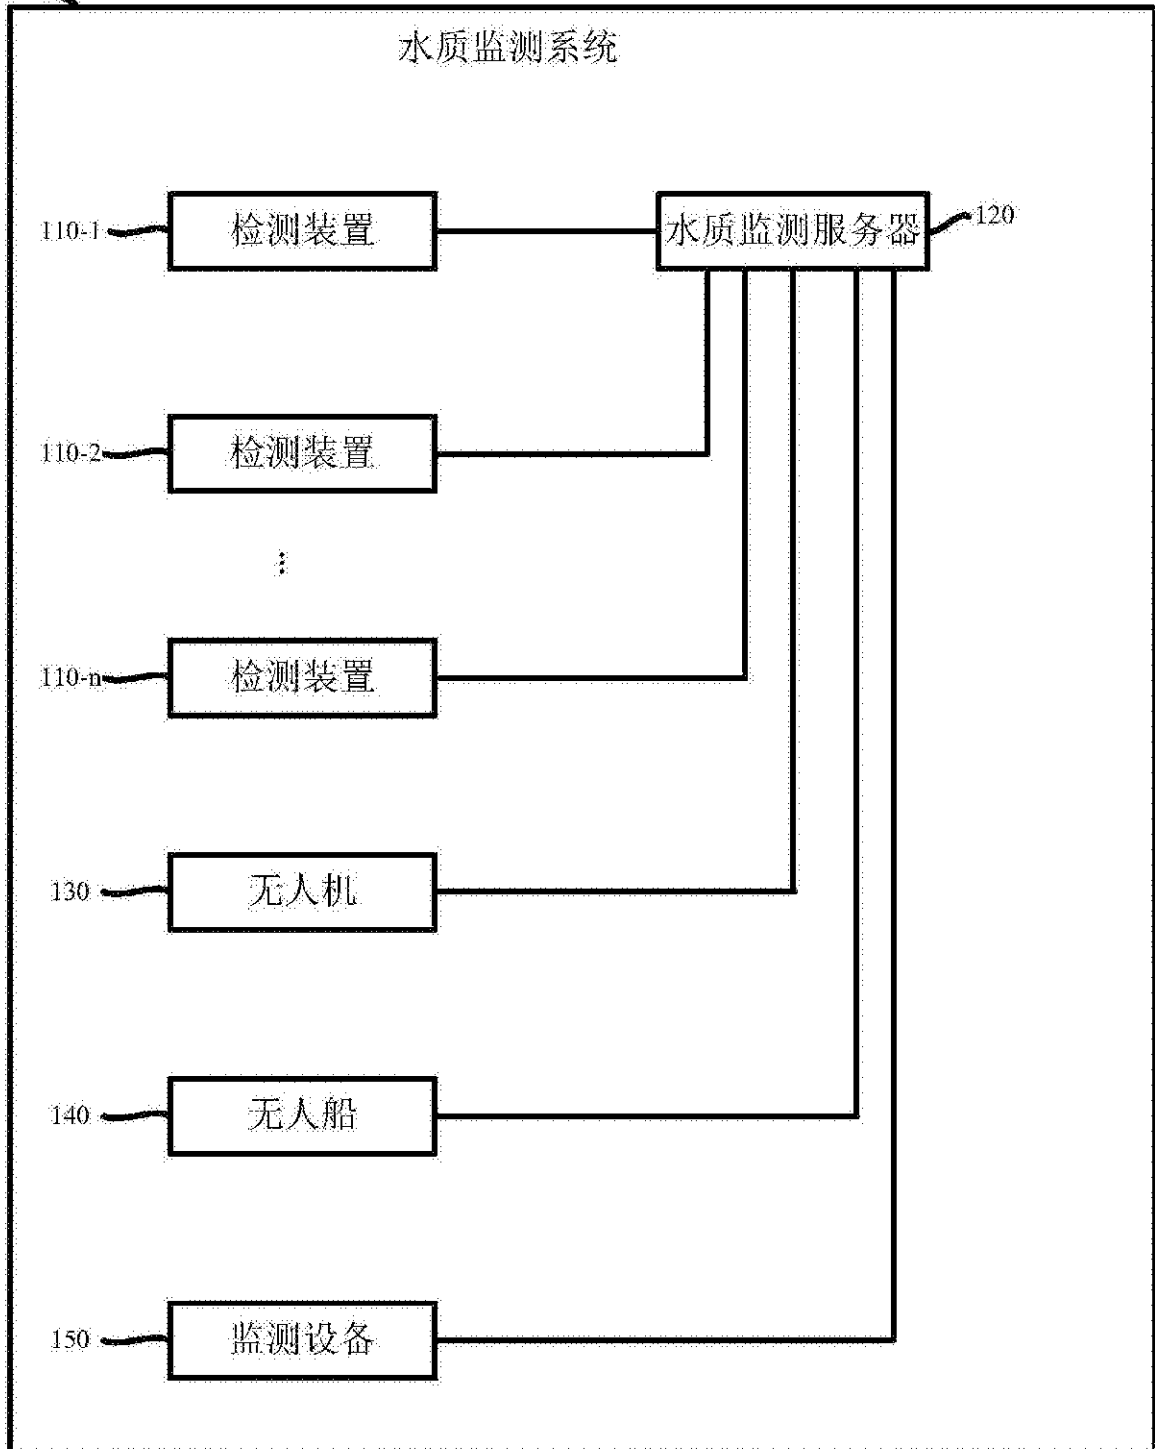 水质监测系统
110-1 检测装置 水质监测服务器 120
110-2 检测装置
110-n 检测装置
130 无人机
140 无人船
150 监测设备